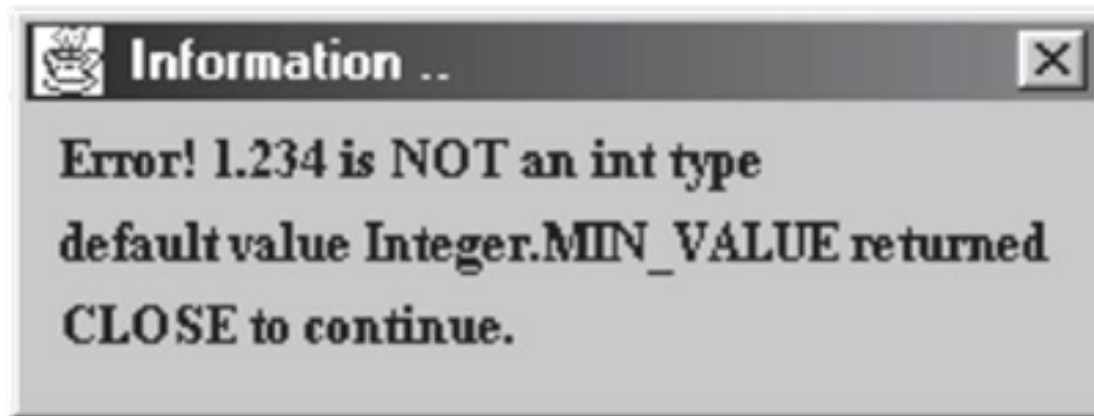 Information ..
Error! 1.234 is NOT an int type
default value Integer.MIN_VALUE returned
CLOSE to continue.